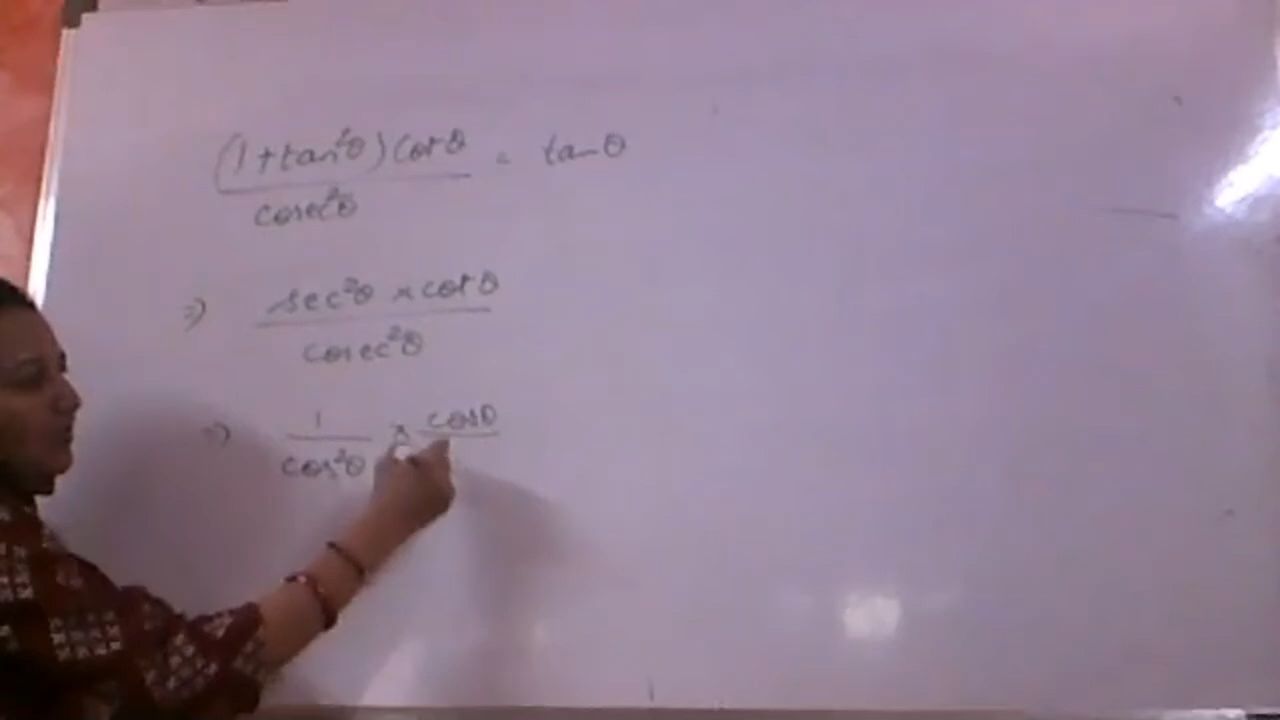 (1+tan²θ)cotθ = tanθ
cosec²θ
⇒ sec²θ × cotθ
cosec²θ
⇒ 1 × cosθ
cos²θ